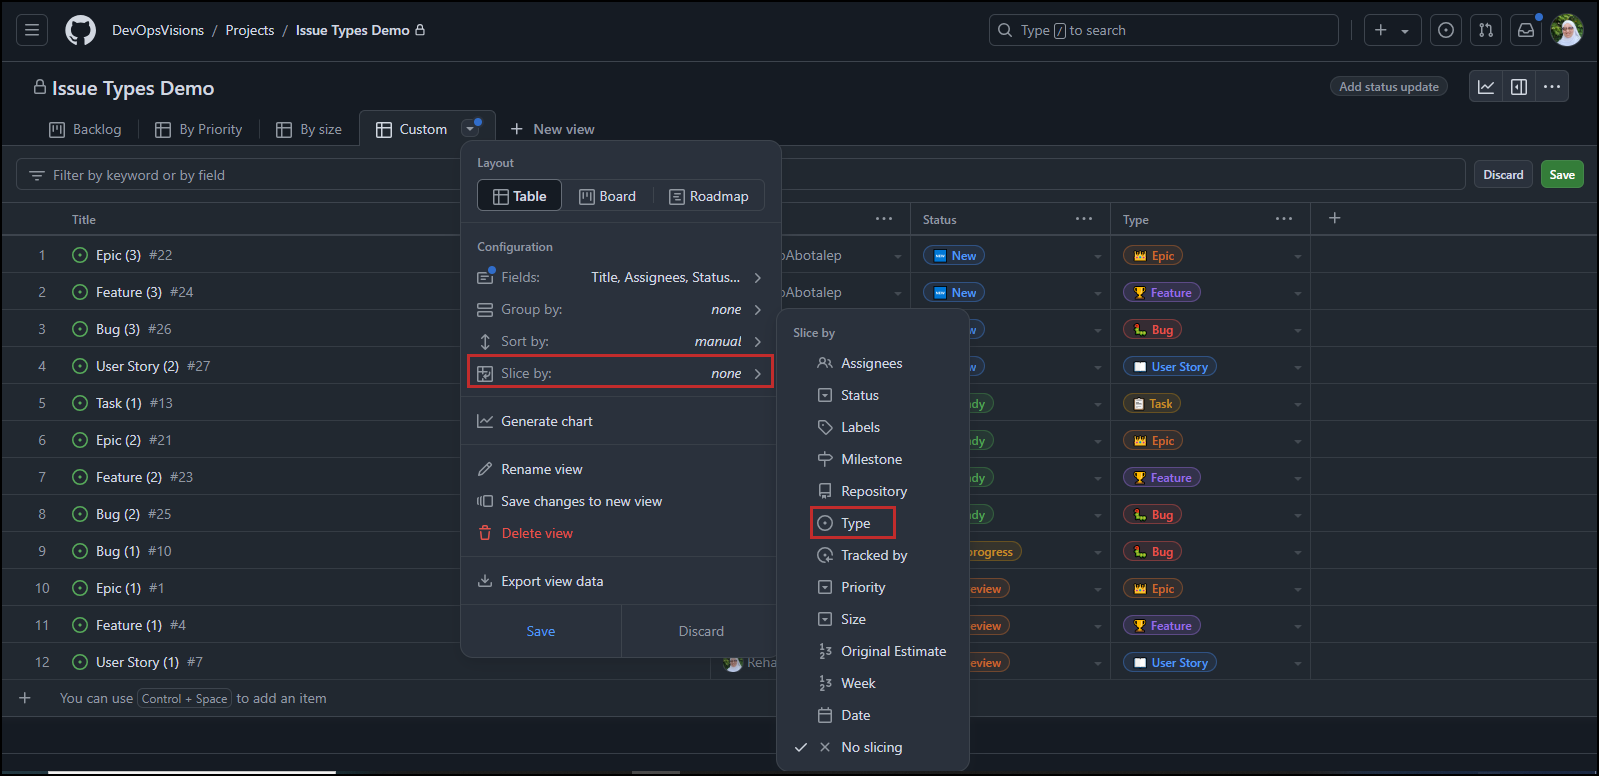 DevOpsVisions / Projects / Issue Types Demo
Type / to search
Issue Types Demo
Add status update
Backlog
By Priority
By size
Custom
New view
Filter by keyword or by field
Discard
Save
Layout
Table
Board
Roadmap
Configuration
Fields: Title, Assignees, Status...
Group by: none
Sort by: manual
Slice by: none
Generate chart
Rename view
Save changes to new view
Delete view
Export view data
Save
Discard
Slice by
Assignees
Status
Labels
Milestone
Repository
Type
Tracked by
Priority
Size
Original Estimate
Week
Date
No slicing
Title Status Type
1 Epic (3) #22 Abotalep New Epic
2 Feature (3) #24 Abotalep New Feature
3 Bug (3) #26 Bug
4 User Story (2) #27 User Story
5 Task (1) #13 dy Task
6 Epic (2) #21 dy Epic
7 Feature (2) #23 dy Feature
8 Bug (2) #25 dy Bug
9 Bug (1) #10 progress Bug
10 Epic (1) #1 eview Epic
11 Feature (1) #4 eview Feature
12 User Story (1) #7 Reha eview User Story
You can use Control + Space to add an item